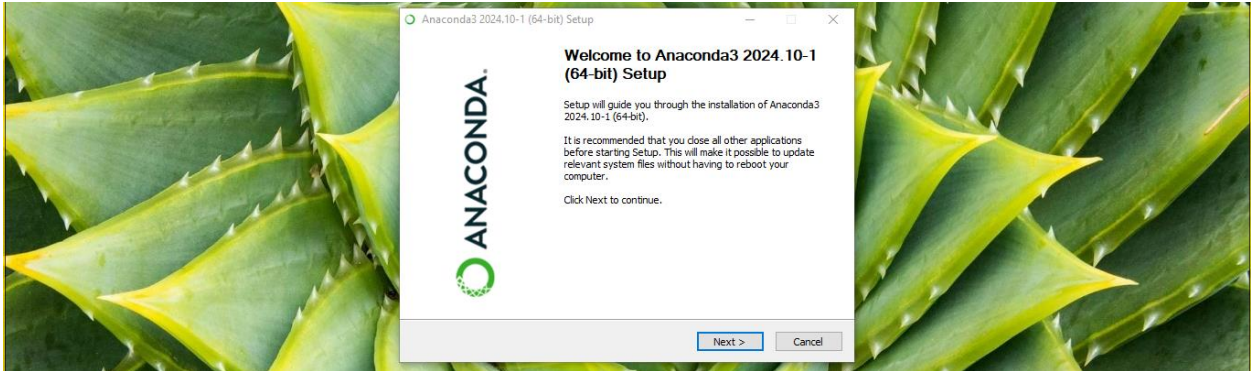 Anaconda3 2024.10-1 (64-bit) Setup
ANACONDA.
Welcome to Anaconda3 2024.10-1
(64-bit) Setup
Setup will guide you through the installation of Anaconda3
2024.10-1 (64-bit).
It is recommended that you close all other applications
before starting Setup. This will make it possible to update
relevant system files without having to reboot your
computer.
Click Next to continue.
Next >
Cancel